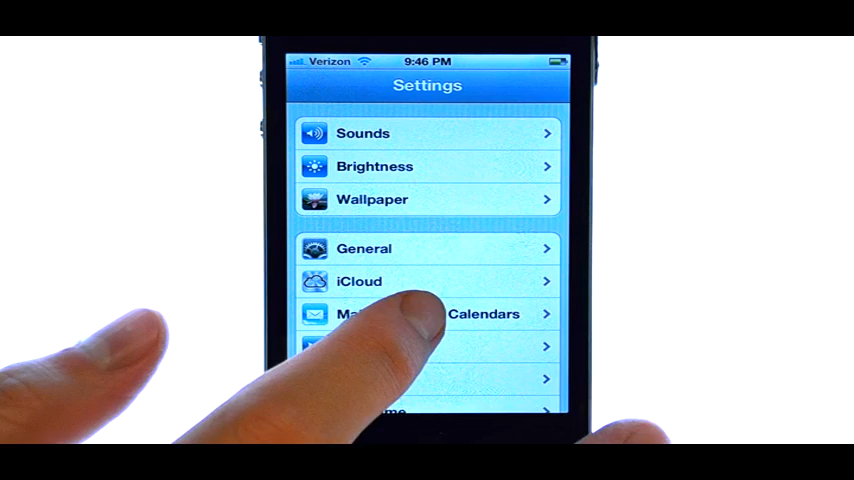 Verizon 9:46 PM
Settings
Sounds
Brightness
Wallpaper
General
iCloud
Calendars